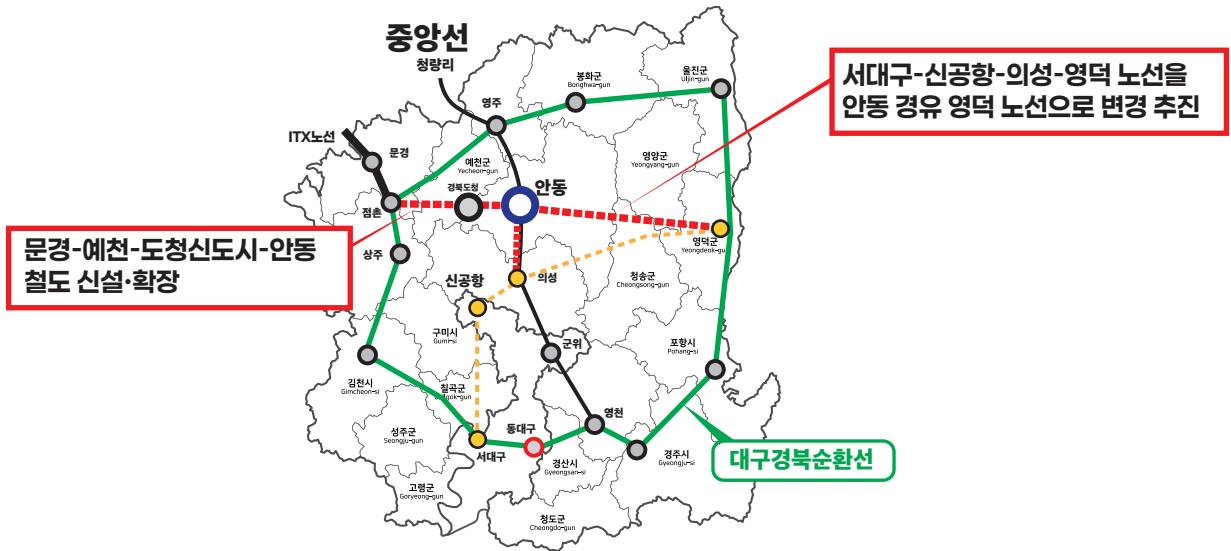 중앙선
청량리
봉화군
Bonghwa-gun
울진군
Uljin-gun
서대구-신공항-의성-영덕 노선을
안동 경유 영덕 노선으로 변경 추진
영주
ITX노선
문경
예천군
Yecheon-gun
영양군
Yeongyang-gun
경북도청
안동
점촌
문경-예천-도청신도시-안동
철도 신설·확장
상주
영덕군
Yeongdeok-gu
신공항
의성
청송군
Cheongsong-gun
구미시
Gumi-si
군위
포항시
Pohang-si
김천시
Gimcheon-si
칠곡군
gok-gun
성주군
Seongju-gun
동대구
영천
서대구
경산시
Gyeongsan-si
경주시
Gyeongju-si
대구경북순환선
고령군
Goryeong-gun
청도군
Cheongdo-gun